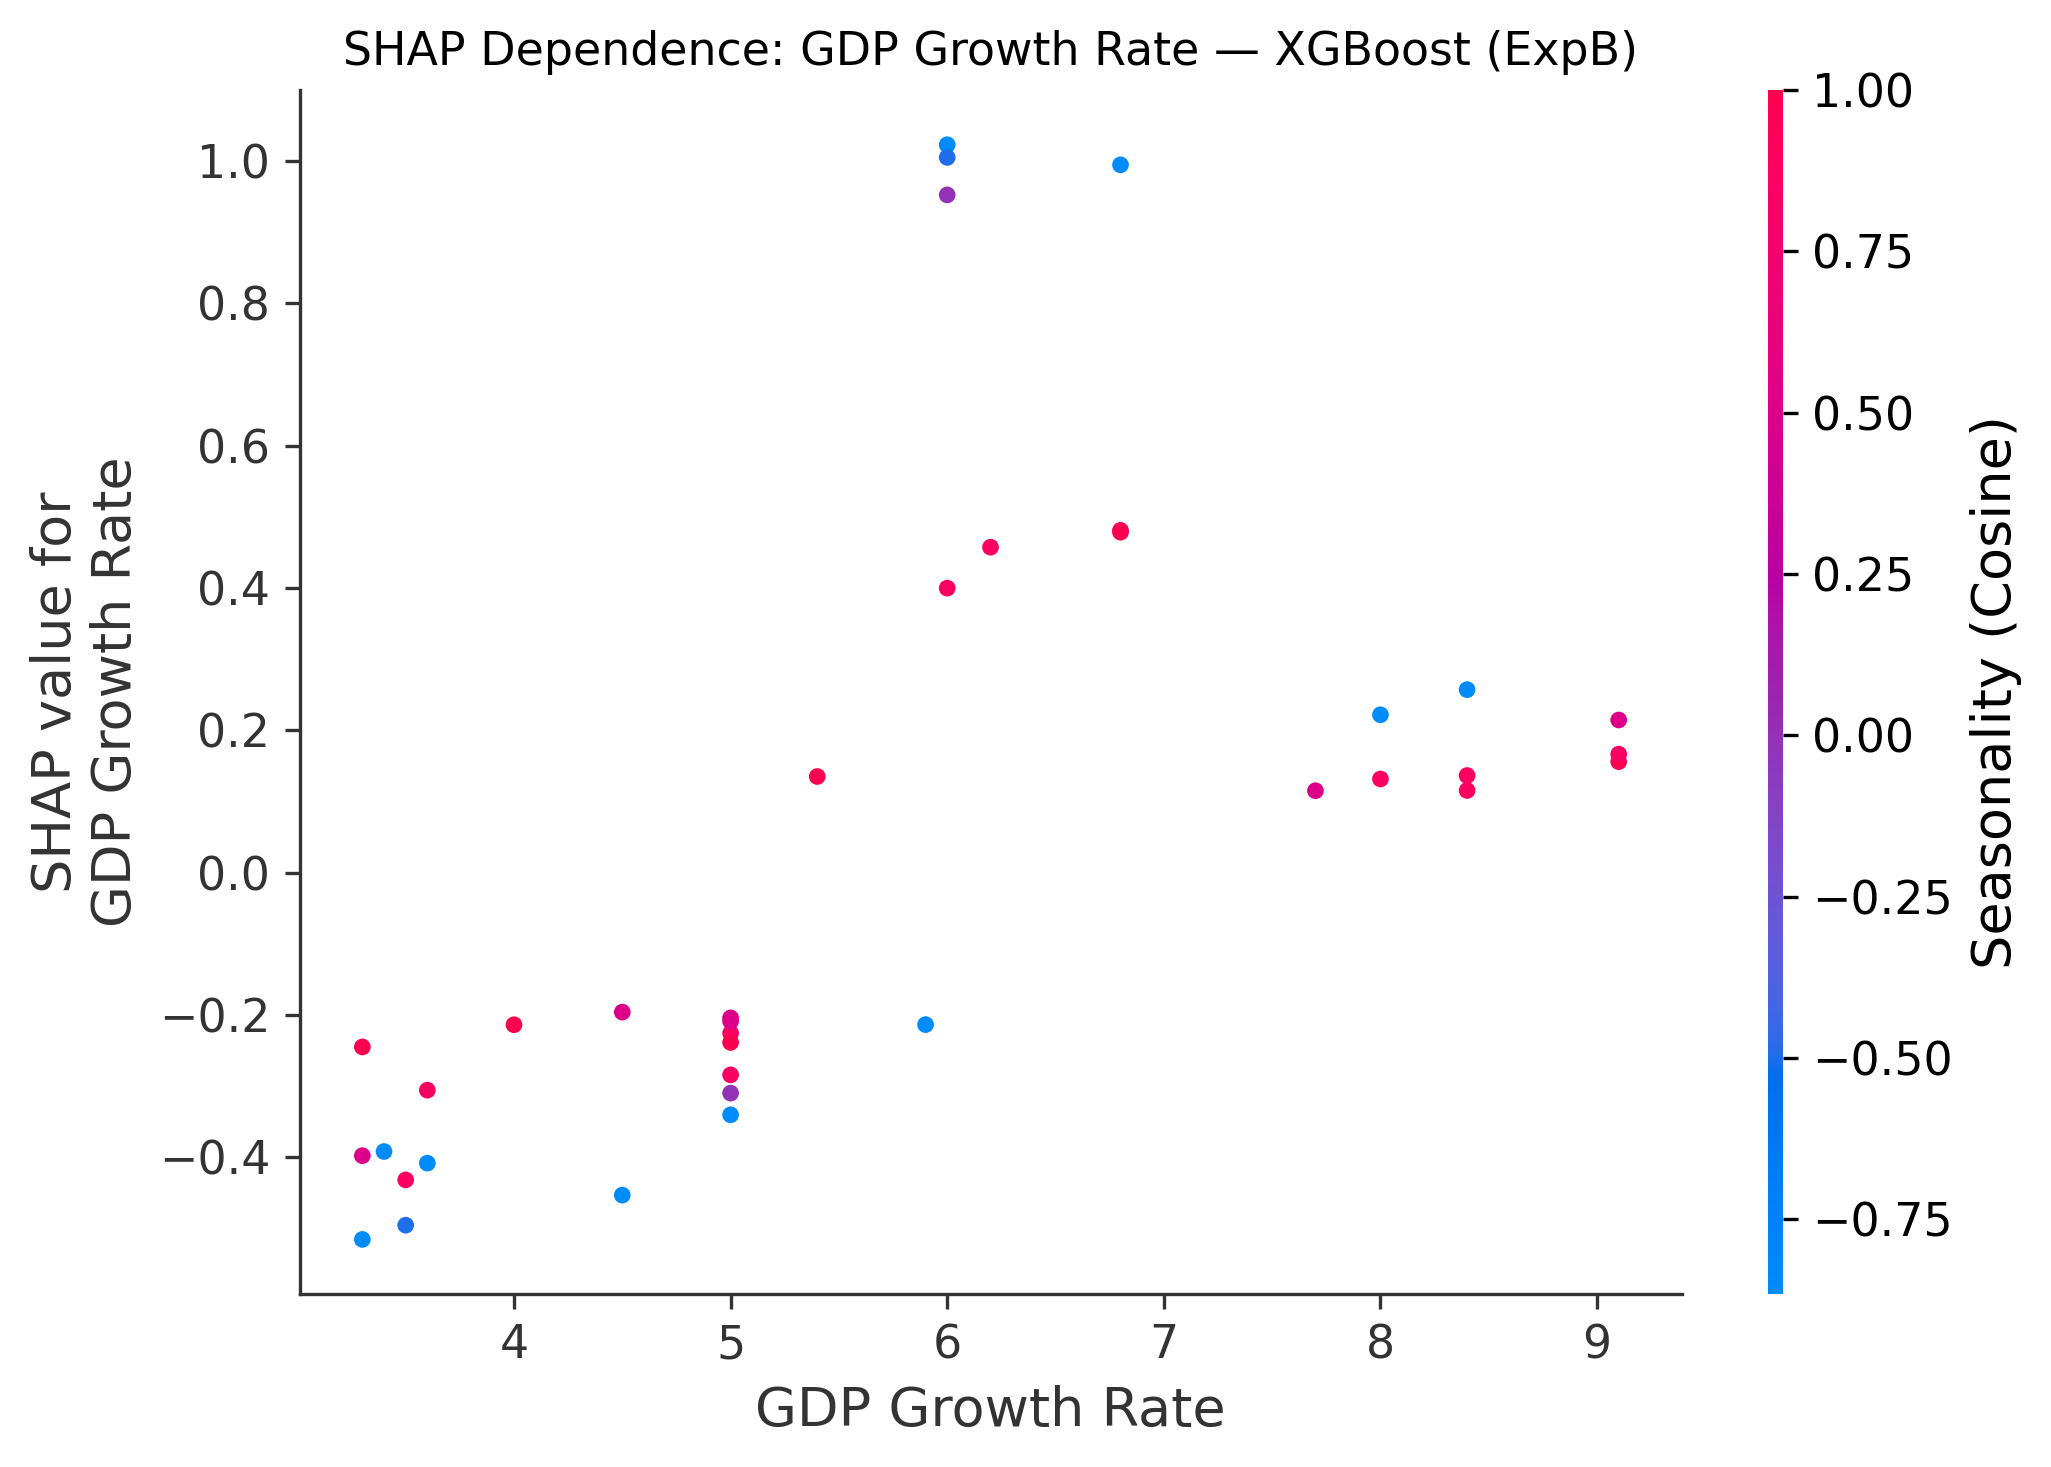 SHAP Dependence: GDP Growth Rate — XGBoost (ExpB)
SHAP value for
GDP Growth Rate
1.0
0.8
0.6
0.4
0.2
0.0
−0.2
−0.4
4 5 6 7 8 9
GDP Growth Rate
1.00
0.75
0.50
0.25
0.00
−0.25
−0.50
−0.75
Seasonality (Cosine)